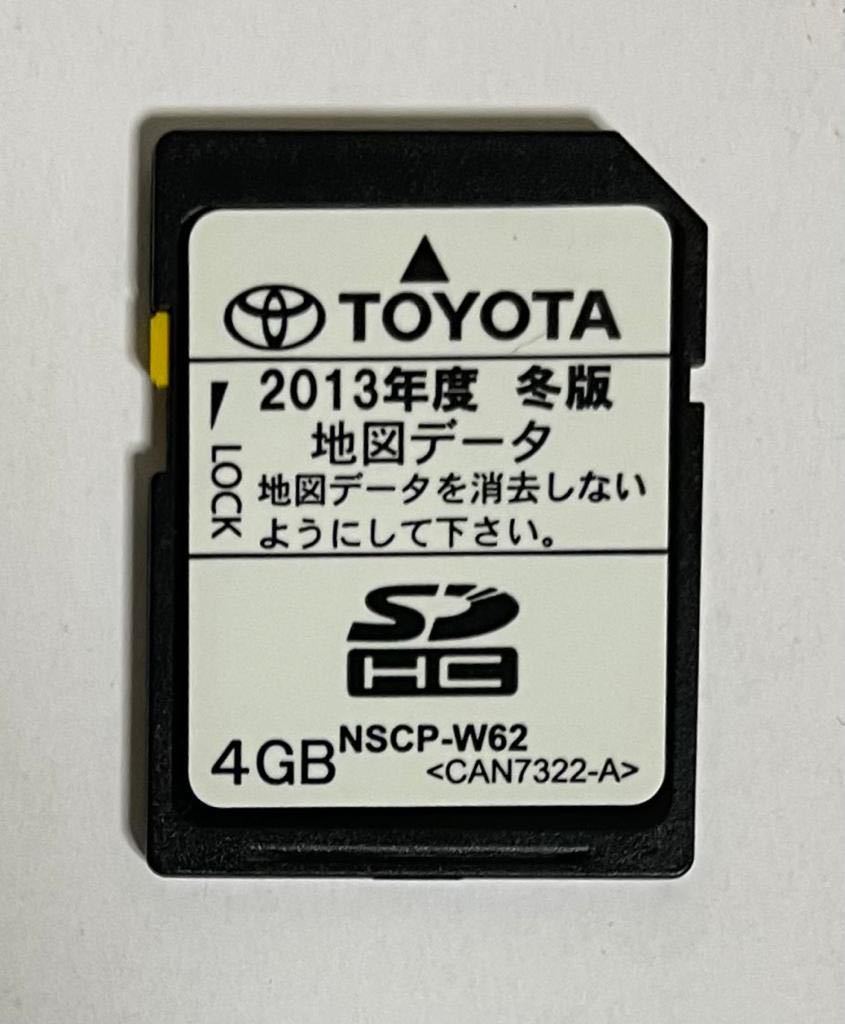 TOYOTA
2013年度 冬版
地図データ
地図データを消去しない
ようにして下さい。
LOCK
SD
HC
4GB
NSCP-W62
<CAN7322-A>